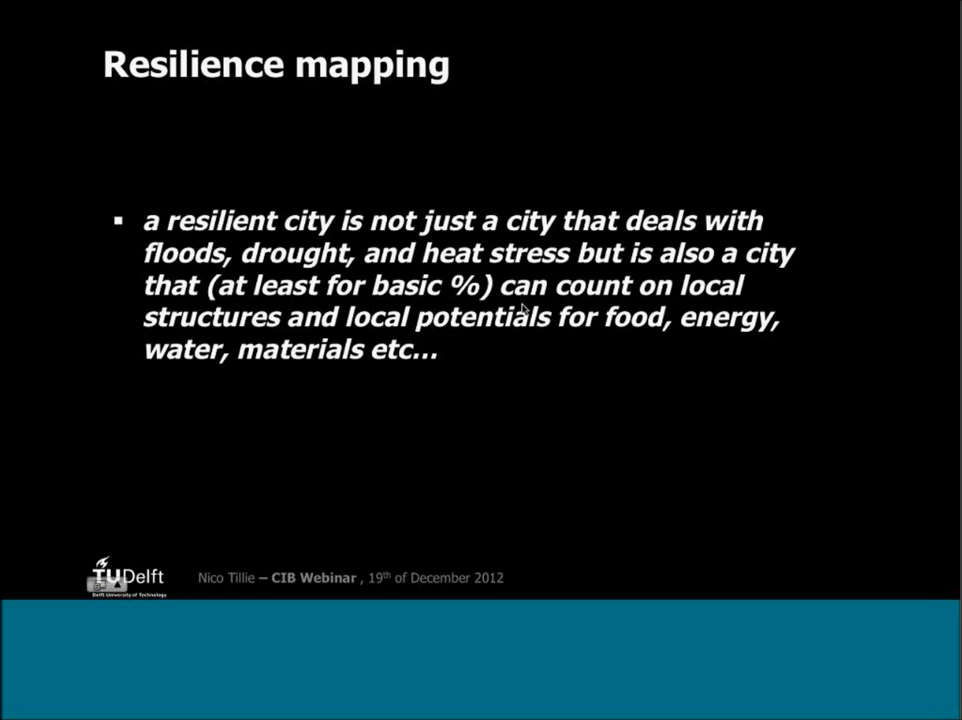 Resilience mapping
▪ a resilient city is not just a city that deals with
floods, drought, and heat stress but is also a city
that (at least for basic %) can count on local
structures and local potentials for food, energy,
water, materials etc…
TUDelft
Delft University of Technology
Nico Tillie – CIB Webinar , 19th of December 2012